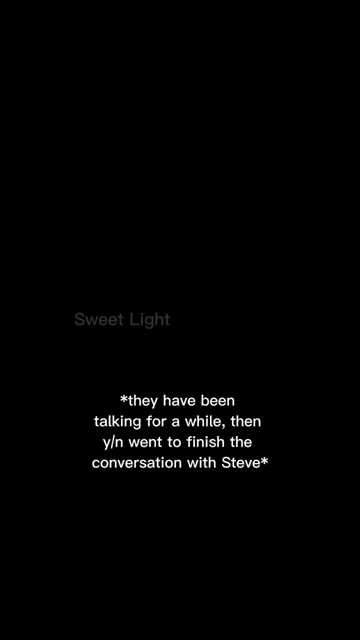 Sweet Light
*they have been
talking for a while, then
y/n went to finish the
conversation with Steve*